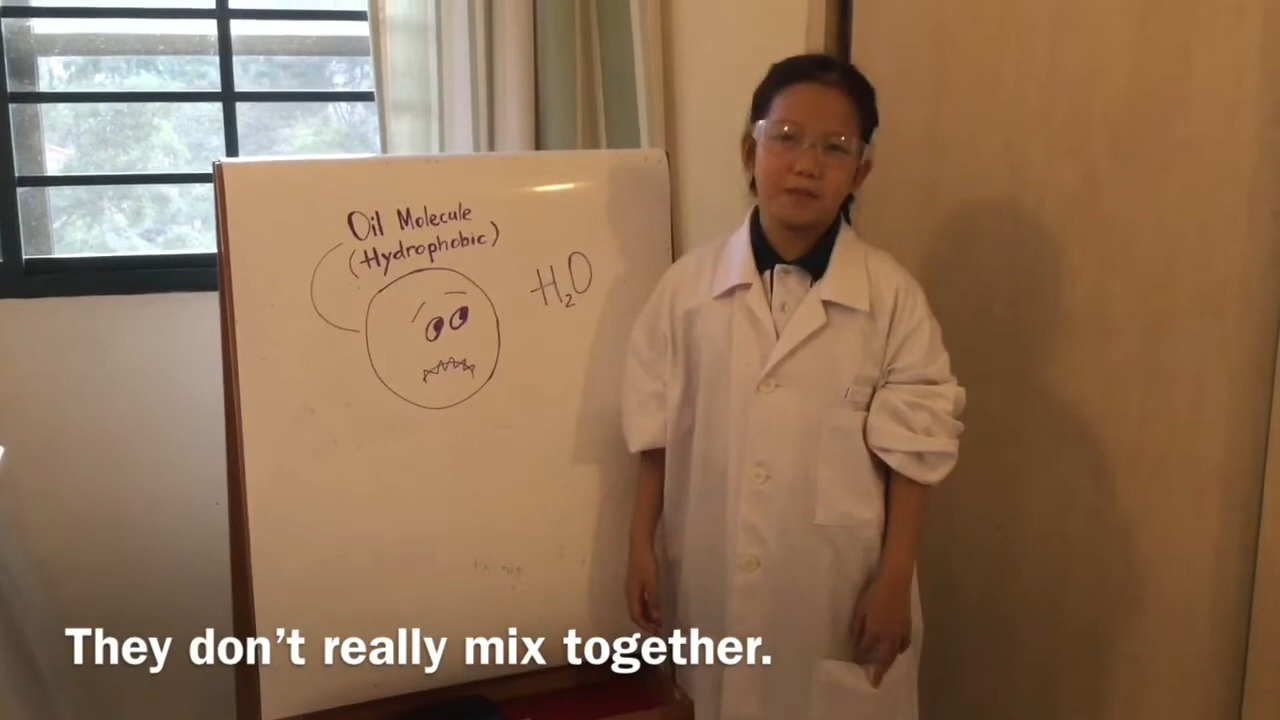 Oil Molecule
(Hydrophobic)
H₂O
They don't really mix together.